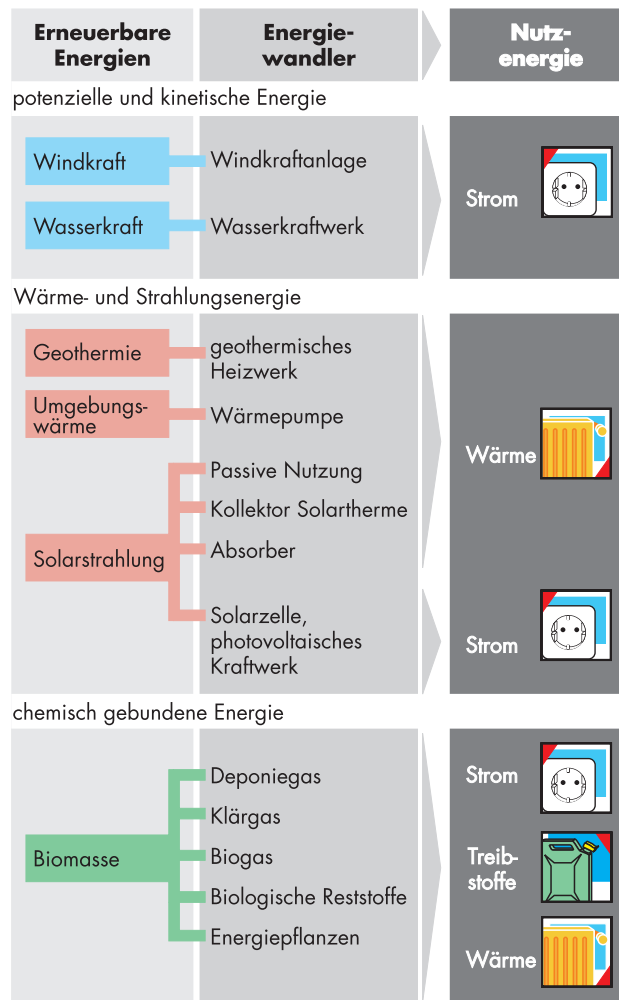 Erneuerbare
Energien
Energie-
wandler
Nutz-
energie
potenzielle und kinetische Energie
Windkraft
Windkraftanlage
Wasserkraft
Wasserkraftwerk
Strom
Wärme- und Strahlungsenergie
Geothermie
geothermisches
Heizwerk
Umgebungs-
wärme
Wärmepumpe
Solarstrahlung
Passive Nutzung
Kollektor Solartherme
Absorber
Solarzelle,
photovoltaisches
Kraftwerk
Wärme
Strom
chemisch gebundene Energie
Biomasse
Deponiegas
Klärgas
Biogas
Biologische Reststoffe
Energiepflanzen
Strom
Treib-
stoffe
Wärme